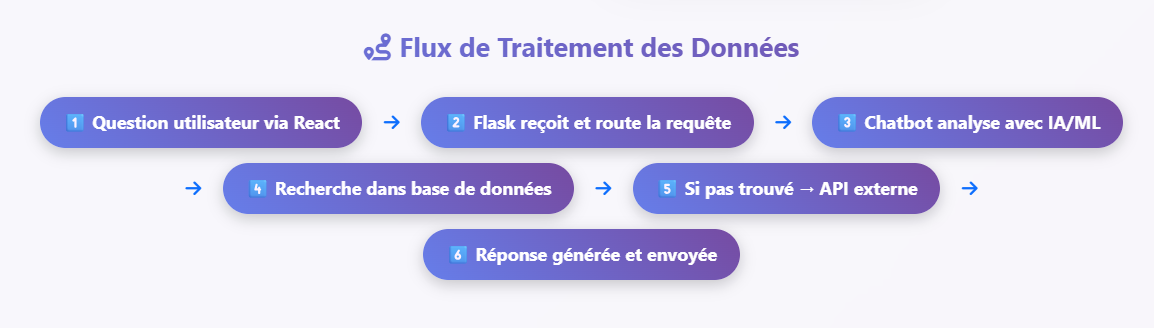 Flux de Traitement des Données
1️⃣ Question utilisateur via React → 2️⃣ Flask reçoit et route la requête → 3️⃣ Chatbot analyse avec IA/ML
→ 4️⃣ Recherche dans base de données → 5️⃣ Si pas trouvé → API externe →
6️⃣ Réponse générée et envoyée